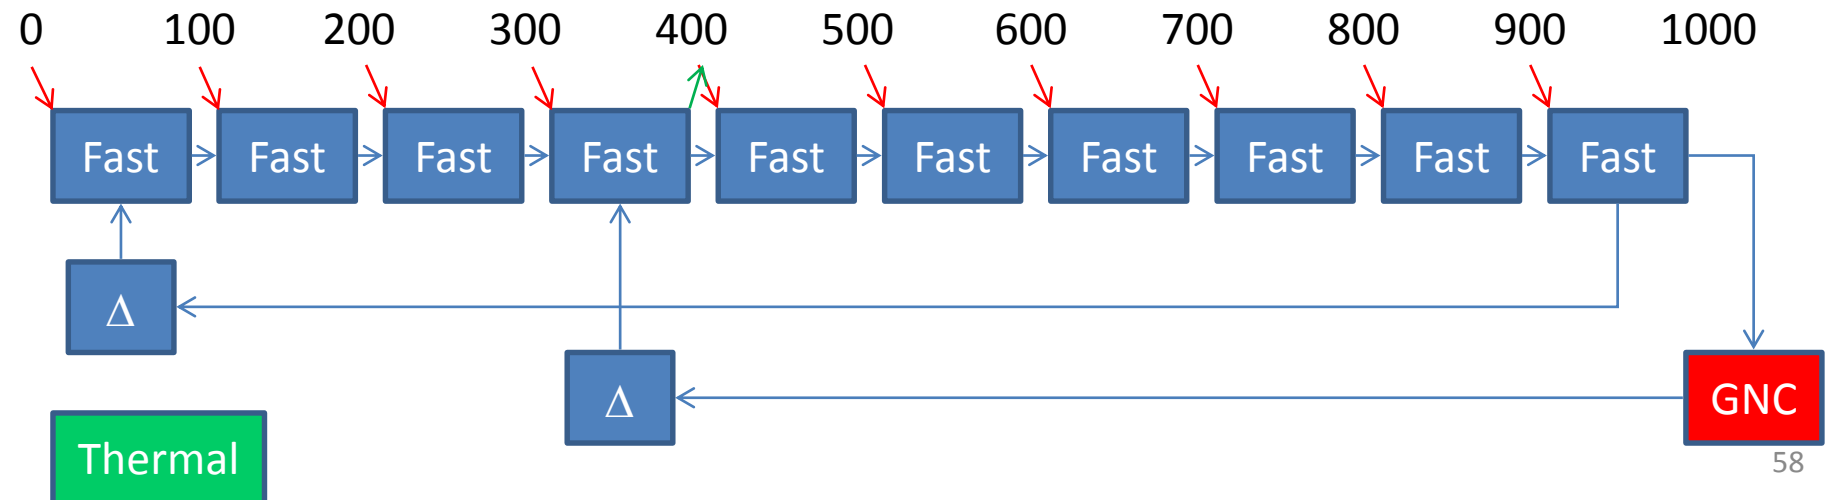 0 100 200 300 400 500 600 700 800 900 1000
Fast Fast Fast Fast Fast Fast Fast Fast Fast Fast
Δ
Δ
GNC
Thermal
58